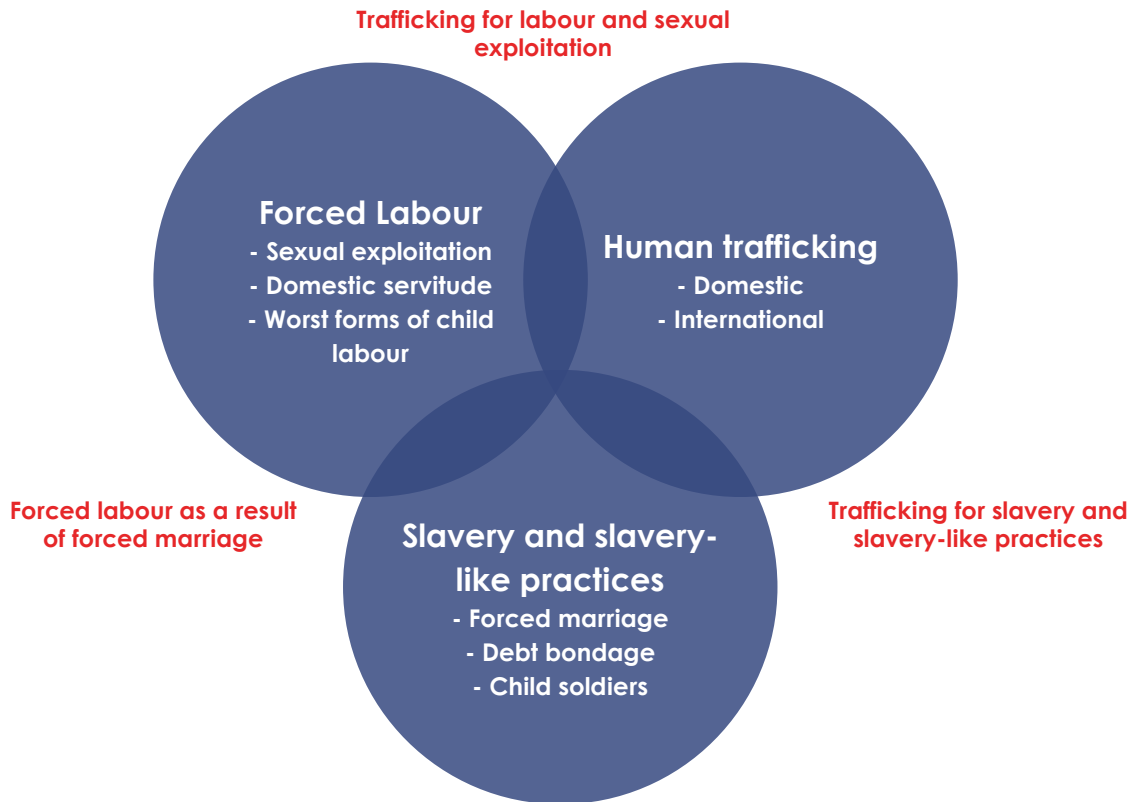 Trafficking for labour and sexual
exploitation
Forced Labour
- Sexual exploitation
- Domestic servitude
- Worst forms of child
labour
Human trafficking
- Domestic
- International
Forced labour as a result
of forced marriage
Trafficking for slavery and
slavery-like practices
Slavery and slavery-
like practices
- Forced marriage
- Debt bondage
- Child soldiers